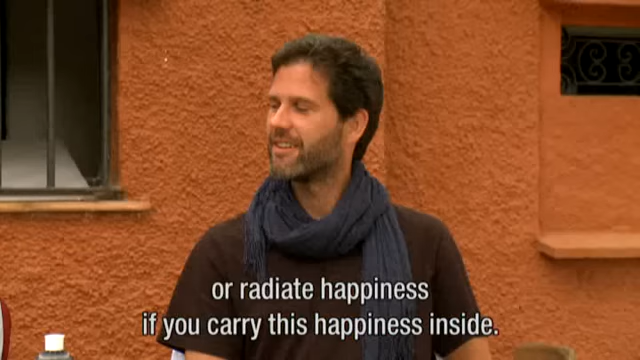 or radiate happiness
if you carry this happiness inside.